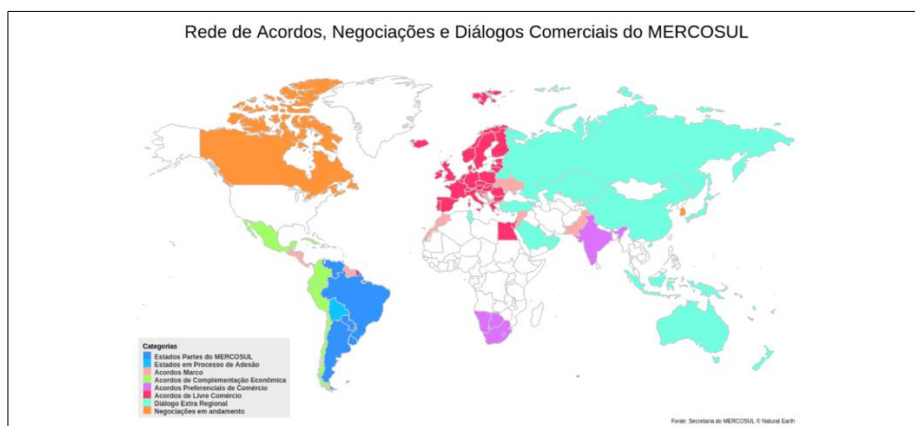 Rede de Acordos, Negociações e Diálogos Comerciais do MERCOSUL
Categorias
Estados Partes do MERCOSUL
Estados em Processo de Adesão
Acordos Marco
Acordos de Complementação Econômica
Acordos Preferenciais de Comércio
Acordos de Livre Comércio
Diálogo Extra Regional
Negociações em andamento
Fonte: Secretaria do MERCOSUL © Natural Earth